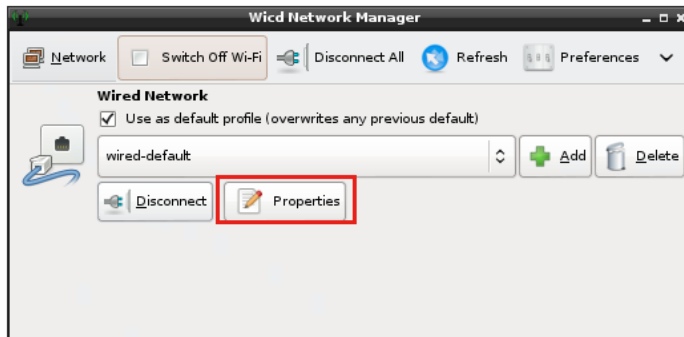 Wicd Network Manager
Network Switch Off Wi-Fi Disconnect All Refresh Preferences
Wired Network
Use as default profile (overwrites any previous default)
wired-default Add Delete
Disconnect Properties